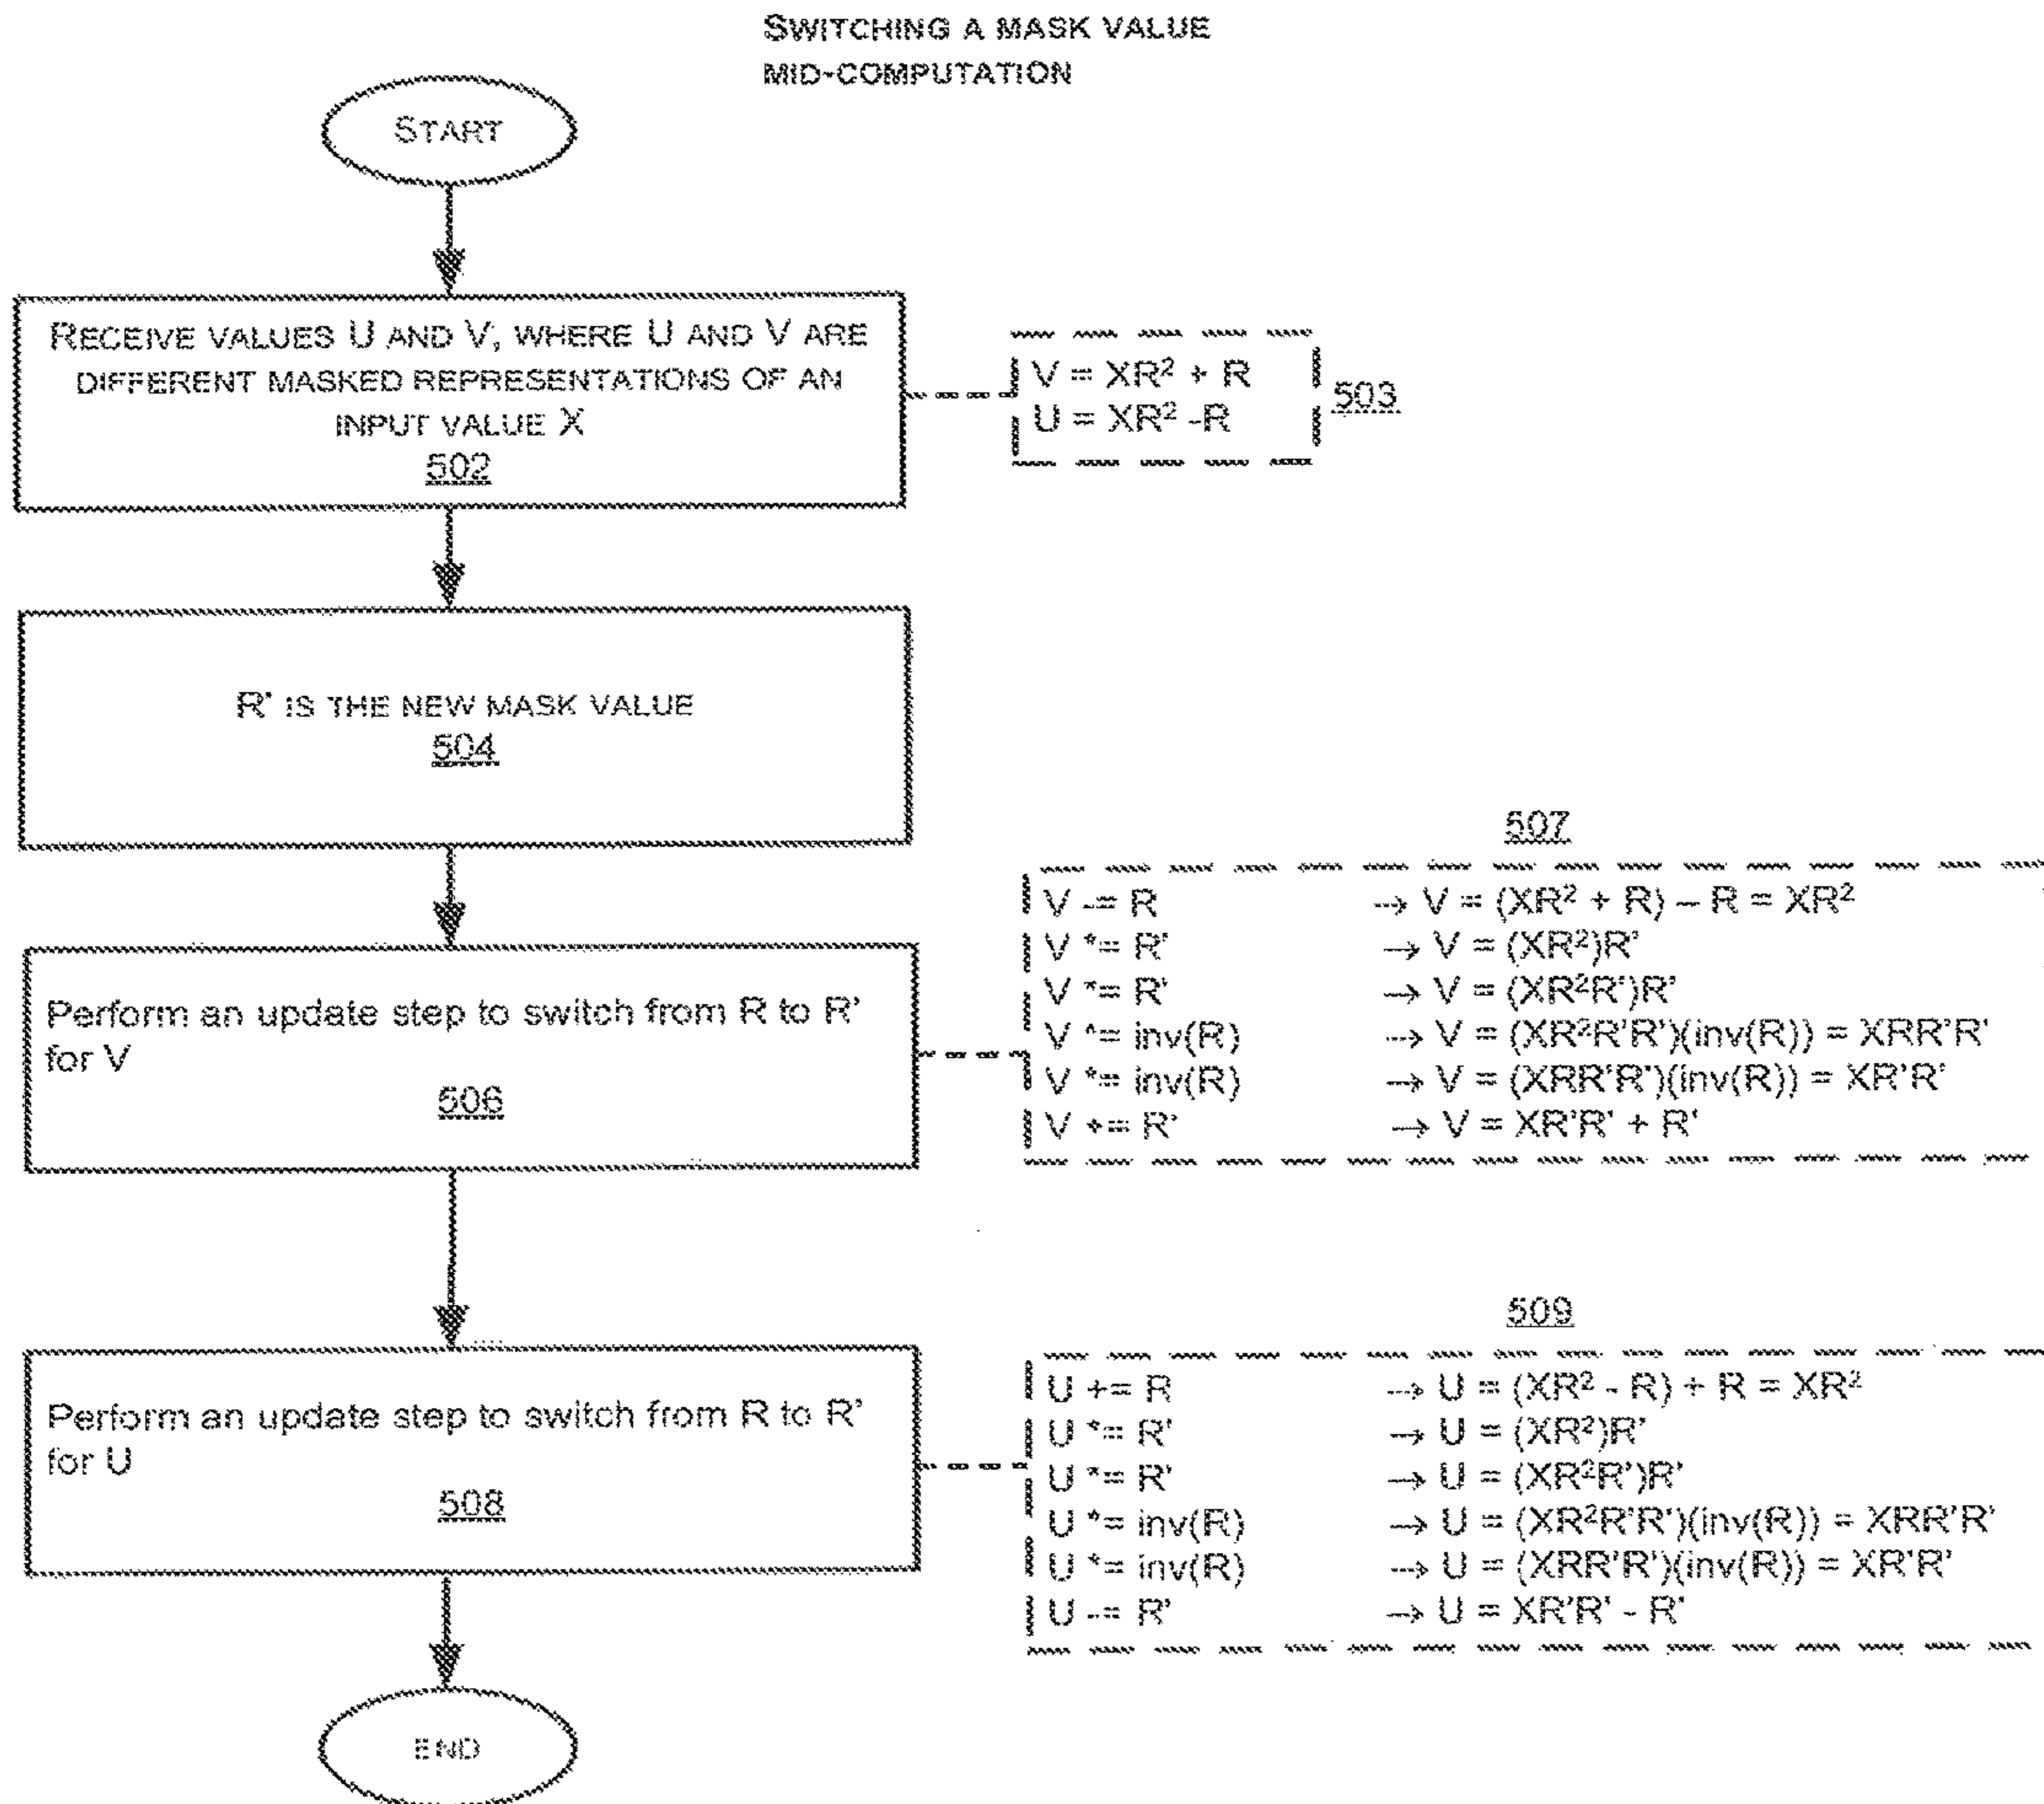 SWITCHING A MASK VALUE
MID-COMPUTATION
START
RECEIVE VALUES U AND V, WHERE U AND V ARE
DIFFERENT MASKED REPRESENTATIONS OF AN
INPUT VALUE X
502
V = XR² + R
U = XR² -R
503
R' IS THE NEW MASK VALUE
504
507
Perform an update step to switch from R to R'
for V
506
V -= R → V = (XR² + R) – R = XR²
V *= R' → V = (XR²)R'
V *= R' → V = (XR²R')R'
V *= inv(R) → V = (XR²R'R')(inv(R)) = XRR'R'
V *= inv(R) → V = (XRR'R')(inv(R)) = XR'R'
V += R' → V = XR'R' + R'
509
Perform an update step to switch from R to R'
for U
508
U += R → U = (XR² - R) + R = XR²
U *= R' → U = (XR²)R'
U *= R' → U = (XR²R')R'
U *= inv(R) → U = (XR²R'R')(inv(R)) = XRR'R'
U *= inv(R) → U = (XRR'R')(inv(R)) = XR'R'
U -= R' → U = XR'R' - R'
END